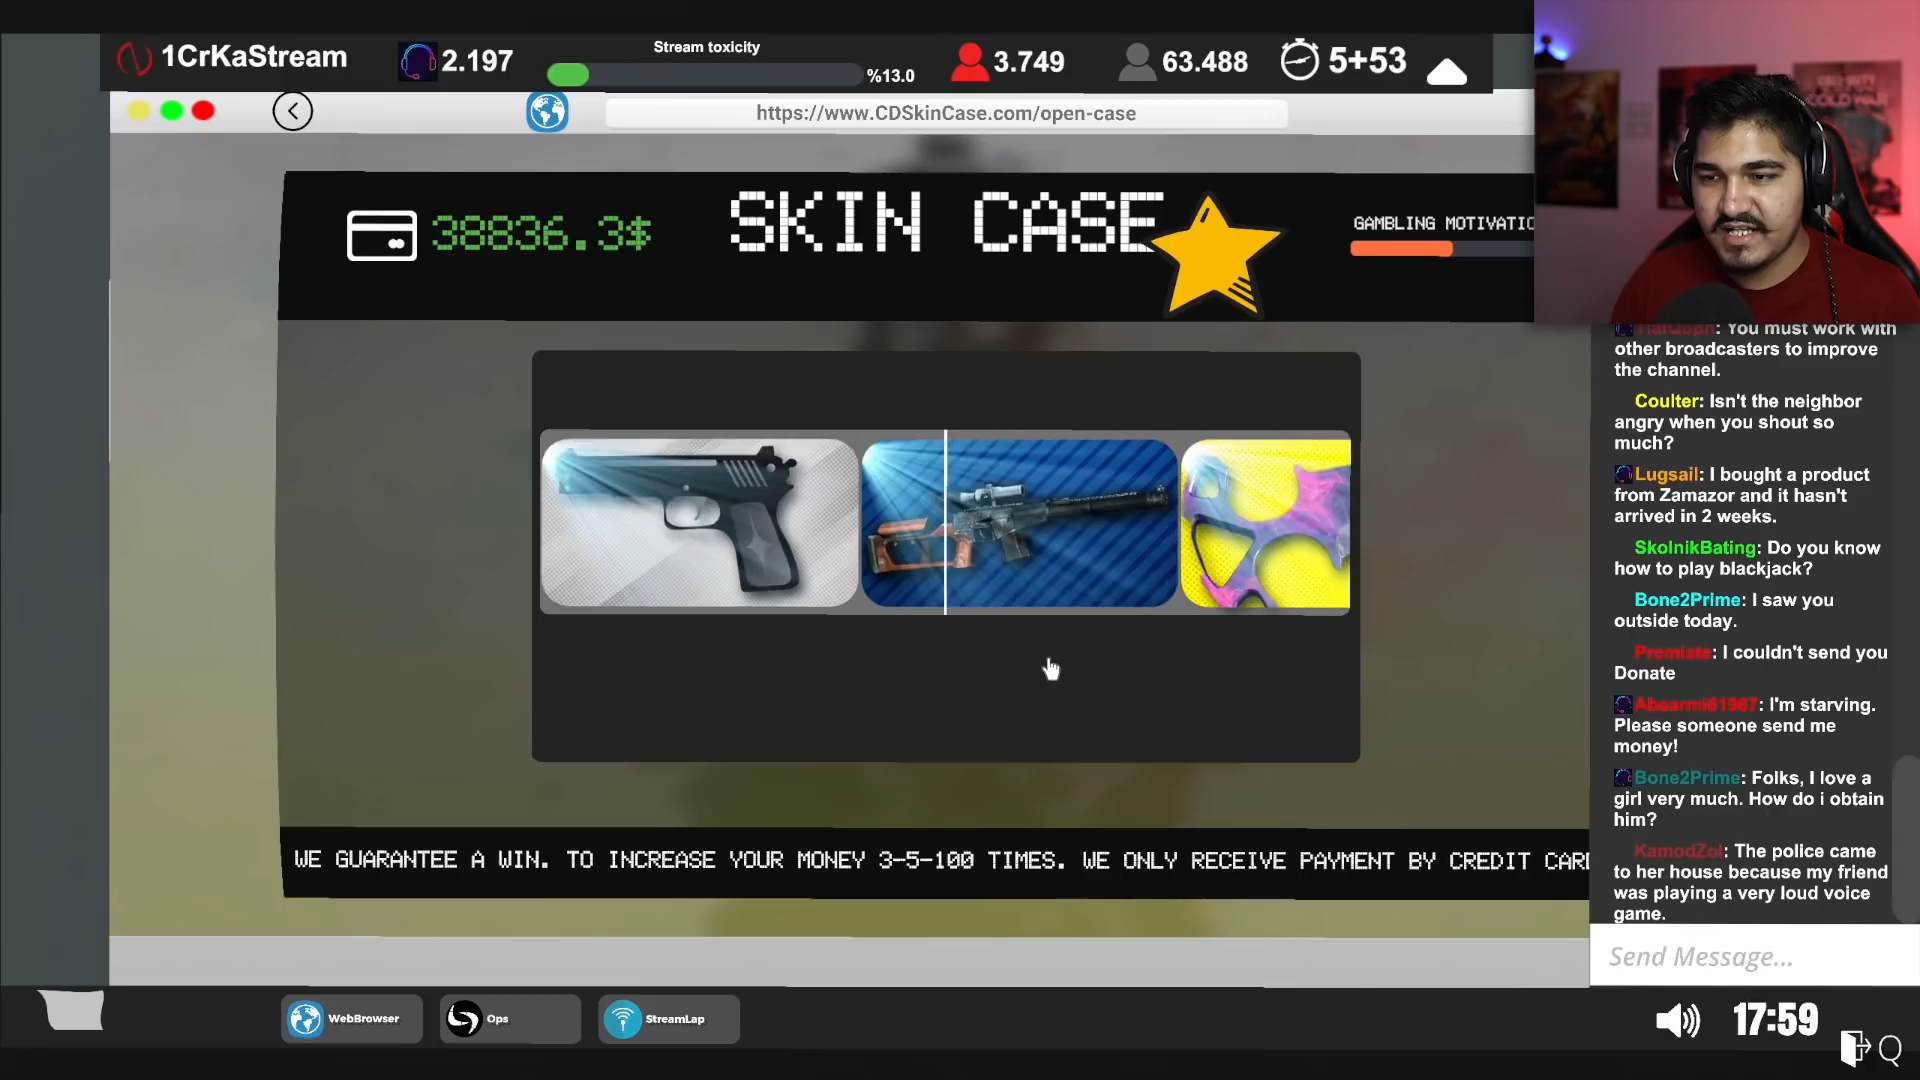 1CrKaStream
2.197
Stream toxicity
%13.0
3.749
63.488
5+53
https://www.CDSkinCase.com/open-case
38836.3$
SKIN CASE
GAMBLING MOTIVATIO
You must work with
other broadcasters to improve
the channel.
Coulter: Isn't the neighbor
angry when you shout so
much?
Lugsail: I bought a product
from Zamazor and it hasn't
arrived in 2 weeks.
SkolnikBating: Do you know
how to play blackjack?
Bone2Prime: I saw you
outside today.
Premiate: I couldn't send you
Donate
Absarmi61967: I'm starving.
Please someone send me
money!
Bone2Prime: Folks, I love a
girl very much. How do i obtain
him?
KamodZol: The police came
to her house because my friend
was playing a very loud voice
game.
WE GUARANTEE A WIN. TO INCREASE YOUR MONEY 3-5-100 TIMES. WE ONLY RECEIVE PAYMENT BY CREDIT CARD
Send Message...
WebBrowser
Ops
StreamLap
17:59
Q